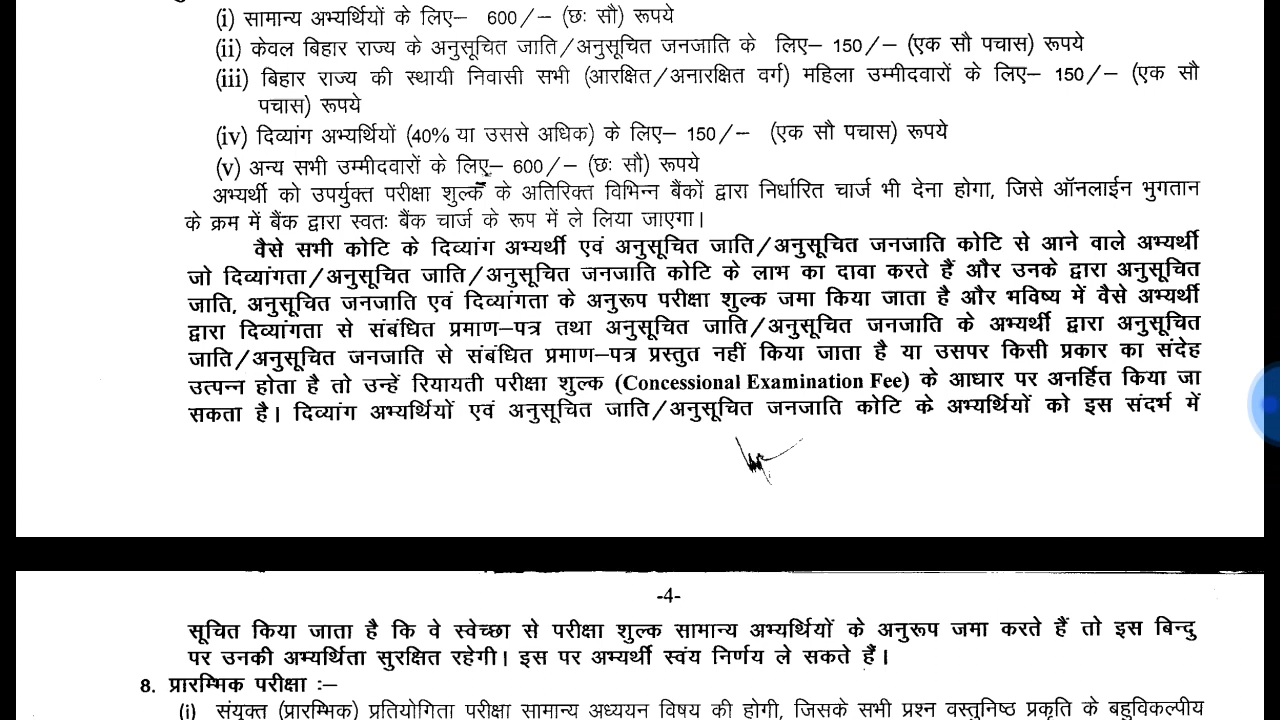 (i) सामान्य अभ्यर्थियों के लिए– 600/– (छः सौ) रूपये
(ii) केवल बिहार राज्य के अनुसूचित जाति/अनुसूचित जनजाति के लिए– 150/– (एक सौ पचास) रूपये
(iii) बिहार राज्य की स्थायी निवासी सभी (आरक्षित/अनारक्षित वर्ग) महिला उम्मीदवारों के लिए– 150/– (एक सौ
पचास) रूपये
(iv) दिव्यांग अभ्यर्थियों (40% या उससे अधिक) के लिए– 150/– (एक सौ पचास) रूपये
(v) अन्य सभी उम्मीदवारों के लिए– 600/– (छः सौ) रूपये
अभ्यर्थी को उपर्युक्त परीक्षा शुल्क के अतिरिक्त विभिन्न बैंकों द्वारा निर्धारित चार्ज भी देना होगा, जिसे ऑनलाईन भुगतान
के क्रम में बैंक द्वारा स्वतः बैंक चार्ज के रूप में ले लिया जाएगा।
वैसे सभी कोटि के दिव्यांग अभ्यर्थी एवं अनुसूचित जाति/अनुसूचित जनजाति कोटि से आने वाले अभ्यर्थी
जो दिव्यांगता/अनुसूचित जाति/अनुसूचित जनजाति कोटि के लाभ का दावा करते हैं और उनके द्वारा अनुसूचित
जाति, अनुसूचित जनजाति एवं दिव्यांगता के अनुरूप परीक्षा शुल्क जमा किया जाता है और भविष्य में वैसे अभ्यर्थी
द्वारा दिव्यांगता से संबंधित प्रमाण–पत्र तथा अनुसूचित जाति/अनुसूचित जनजाति के अभ्यर्थी द्वारा अनुसूचित
जाति/अनुसूचित जनजाति से संबंधित प्रमाण–पत्र प्रस्तुत नहीं किया जाता है या उसपर किसी प्रकार का संदेह
उत्पन्न होता है तो उन्हें रियायती परीक्षा शुल्क (Concessional Examination Fee) के आधार पर अनर्हित किया जा
सकता है। दिव्यांग अभ्यर्थियों एवं अनुसूचित जाति/अनुसूचित जनजाति कोटि के अभ्यर्थियों को इस संदर्भ में
-4-
सूचित किया जाता है कि वे स्वेच्छा से परीक्षा शुल्क सामान्य अभ्यर्थियों के अनुरूप जमा करते हैं तो इस बिन्दु
पर उनकी अभ्यर्थिता सुरक्षित रहेगी। इस पर अभ्यर्थी स्वंय निर्णय ले सकते हैं।
8. प्रारम्भिक परीक्षा :–
(i) संयुक्त (प्रारम्भिक) प्रतियोगिता परीक्षा सामान्य अध्ययन विषय की होगी, जिसके सभी प्रश्न वस्तुनिष्ठ प्रकृति के बहुविकल्पीय